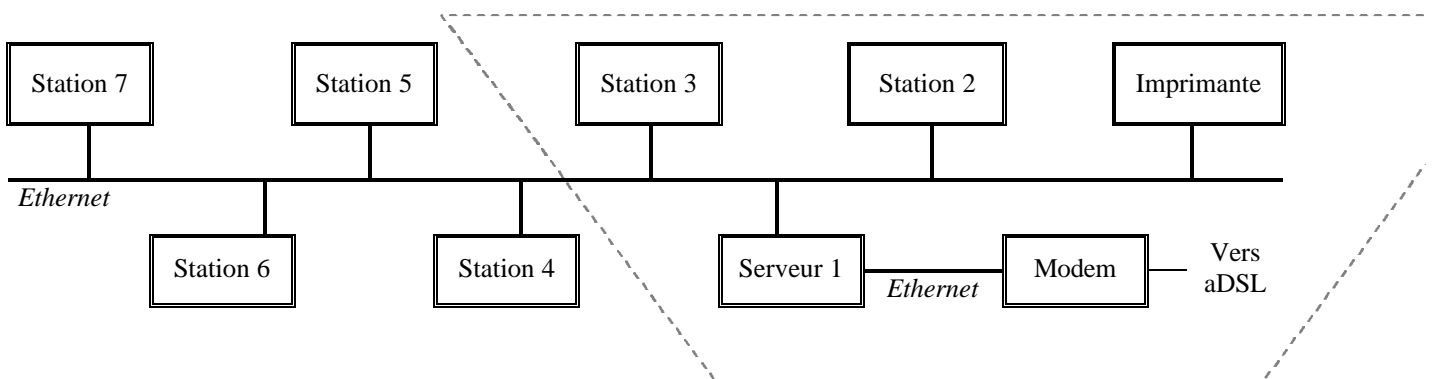 Station 7
Station 5
Station 3
Station 2
Imprimante
Ethernet
Station 6
Station 4
Serveur 1
Ethernet
Modem
Vers
aDSL